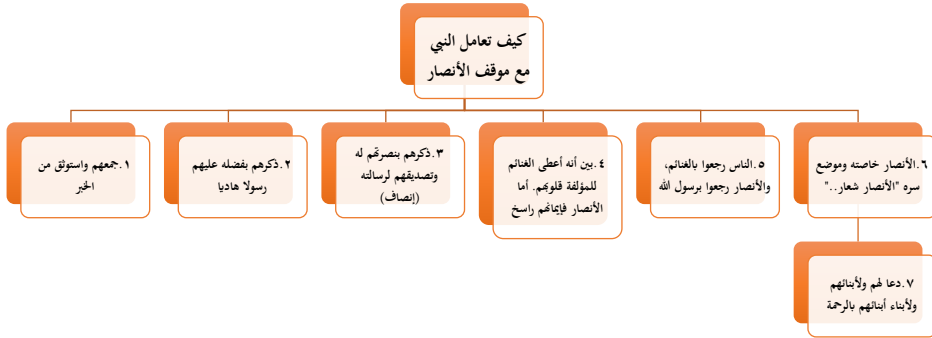 كيف تعامل النبي
مع موقف الأنصار
١.جمعهم واستوثق من
الخبر
٢.ذكرهم بفضله عليهم
رسولا هاديا
٣.ذكرهم بنصرتهم له
وتصديقهم لرسالته
(إنصاف)
٤.بين أنه أعطى الغنائم
للمؤلفة قلوبهم. أما
الأنصار فإيمانهم راسخ
٥.الناس رجعوا بالغنائم،
والأنصار رجعوا برسول الله
٦.الأنصار خاصته وموضع
سره "الأنصار شعار.."
٧.دعا لهم ولأبنائهم
ولأبناء أبنائهم بالرحمة